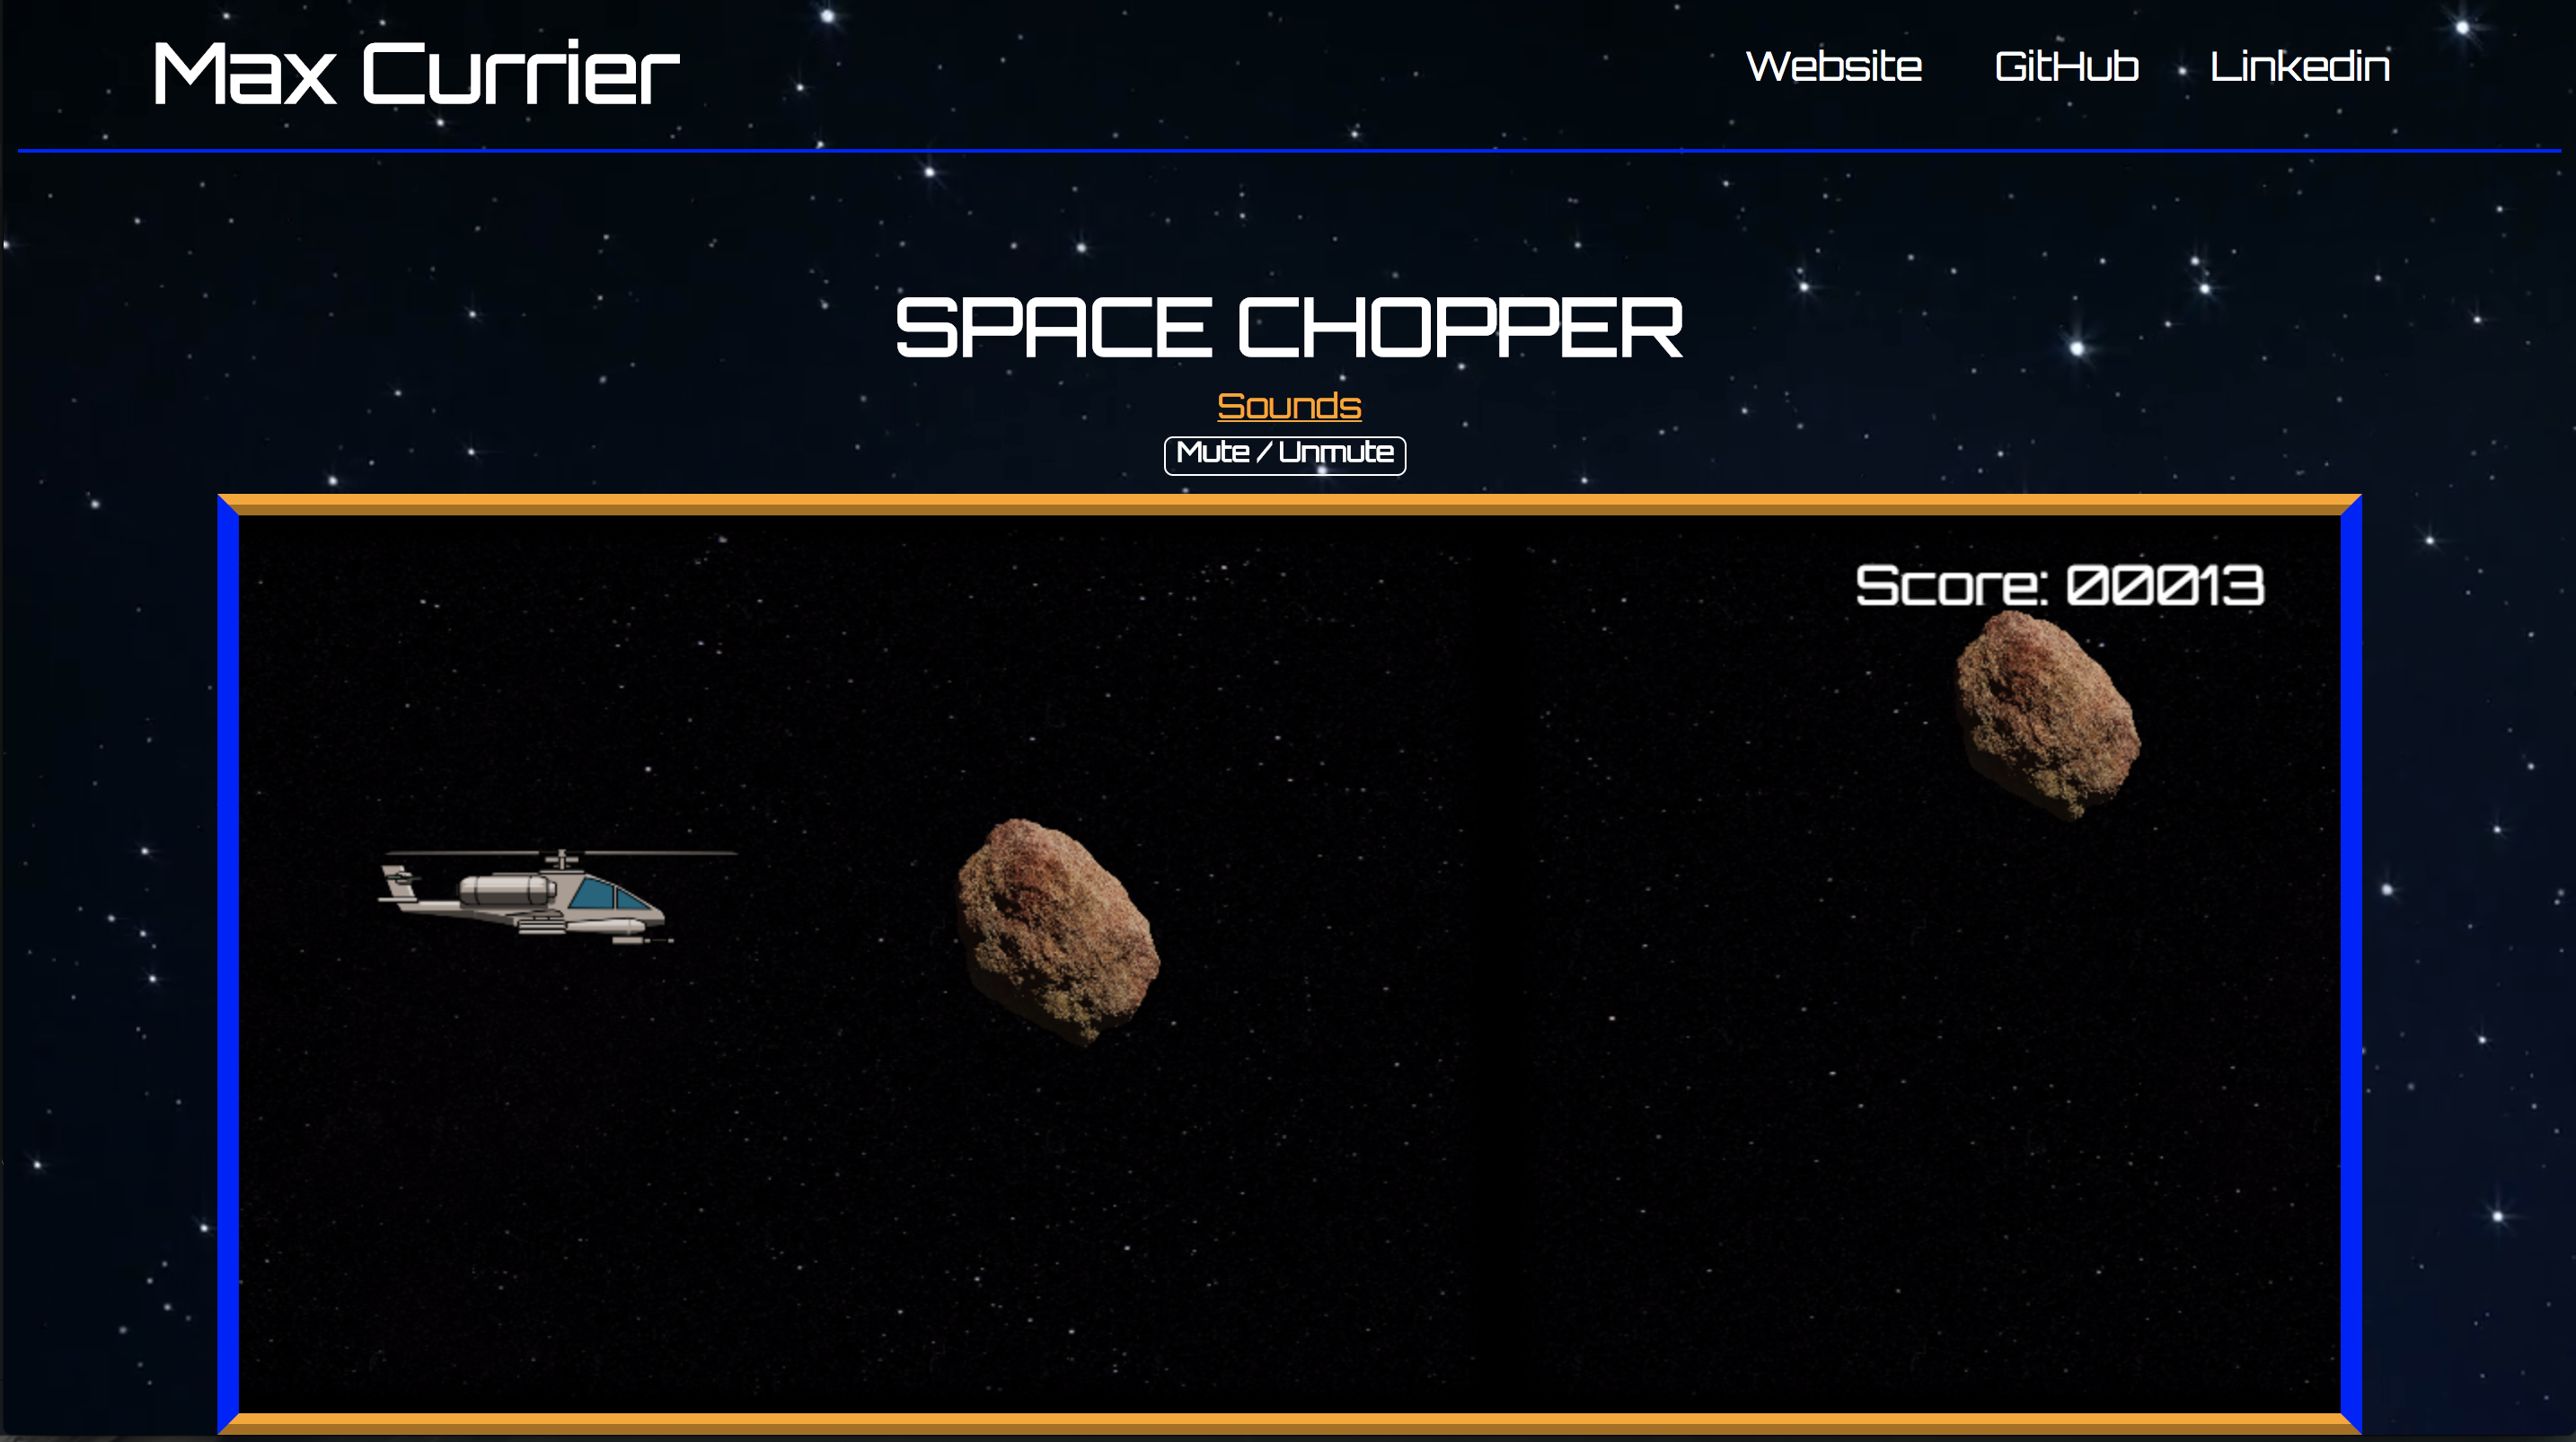 Max Currier
Website GitHub Linkedin
SPACE CHOPPER
Sounds
Mute / Unmute
Score: 00013